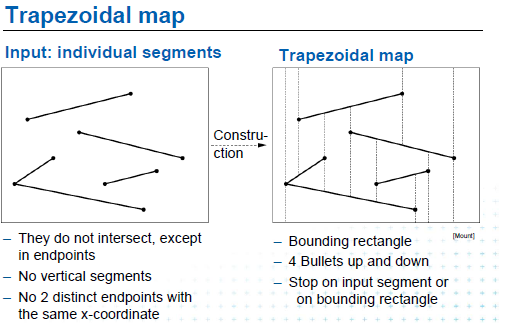 Trapezoidal map
Input: individual segments
Trapezoidal map
Constru-
ction
– They do not intersect, except
in endpoints
– No vertical segments
– No 2 distinct endpoints with
the same x-coordinate
[Mount]
– Bounding rectangle
– 4 Bullets up and down
– Stop on input segment or
on bounding rectangle